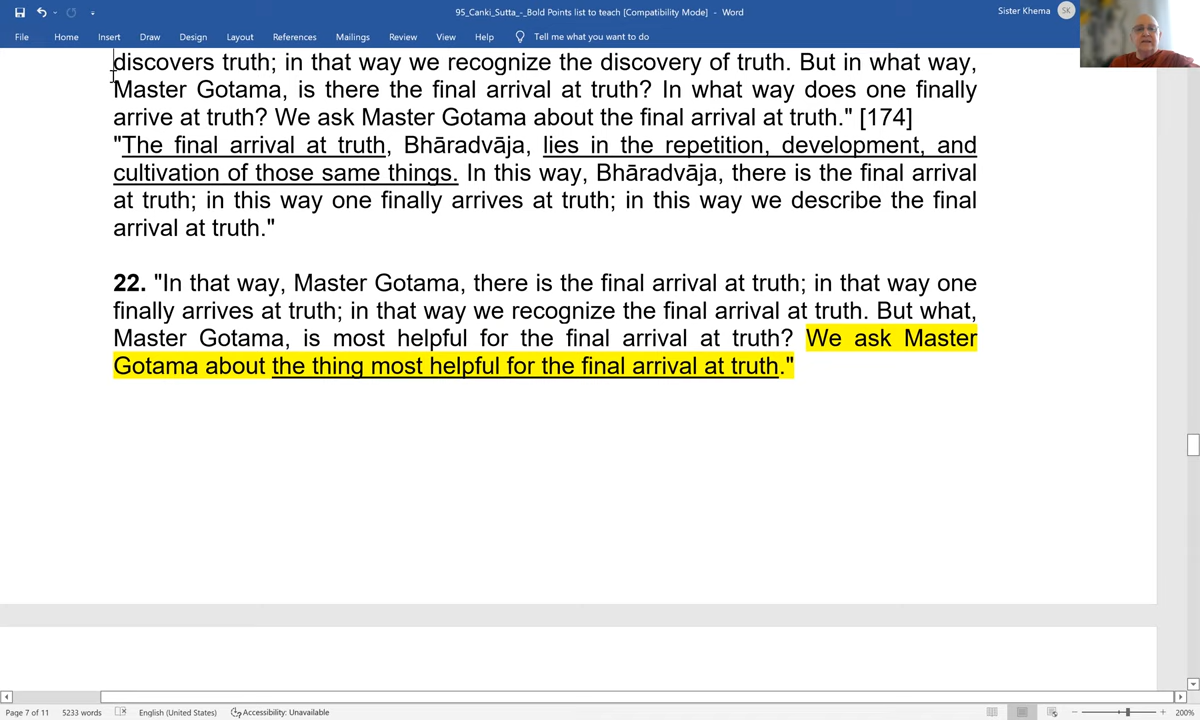 95_Canki_Sutta_-_Bold Points list to teach [Compatibility Mode] - Word
Sister Khema
SK
File Home Insert Draw Design Layout References Mailings Review View Help Tell me what you want to do
discovers truth; in that way we recognize the discovery of truth. But in what way,
Master Gotama, is there the final arrival at truth? In what way does one finally
arrive at truth? We ask Master Gotama about the final arrival at truth." [174]
"The final arrival at truth, Bhāradvāja, lies in the repetition, development, and
cultivation of those same things. In this way, Bhāradvāja, there is the final arrival
at truth; in this way one finally arrives at truth; in this way we describe the final
arrival at truth."
22. "In that way, Master Gotama, there is the final arrival at truth; in that way one
finally arrives at truth; in that way we recognize the final arrival at truth. But what,
Master Gotama, is most helpful for the final arrival at truth? We ask Master
Gotama about the thing most helpful for the final arrival at truth."
Page 7 of 11 5233 words English (United States) Accessibility: Unavailable 200%